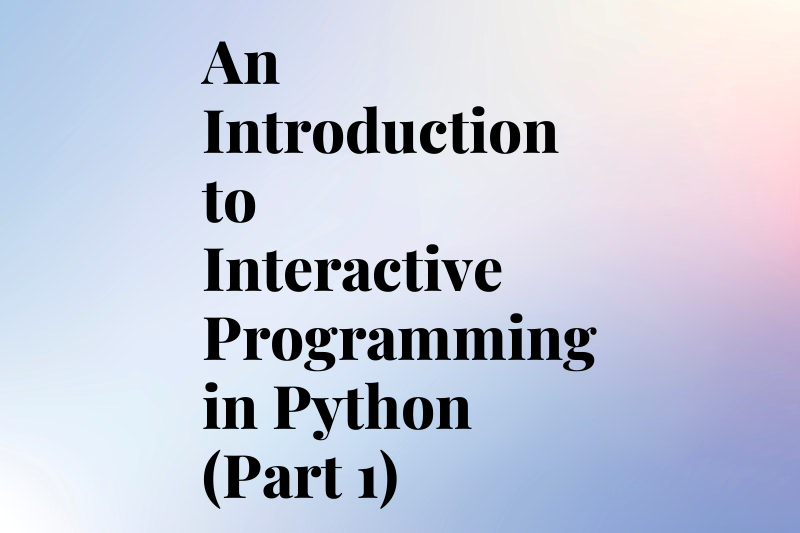 An
Introduction
to
Interactive
Programming
in Python
(Part 1)